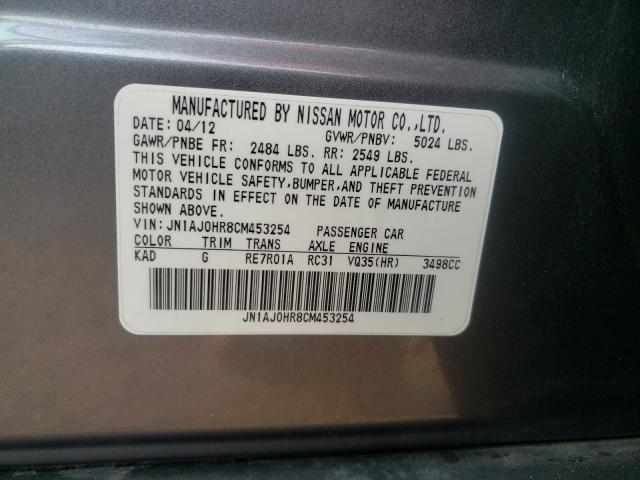 MANUFACTURED BY NISSAN MOTOR CO.,LTD.
DATE: 04/12 GVWR/PNBV: 5024 LBS.
GAWR/PNBE FR: 2484 LBS. RR: 2549 LBS.
THIS VEHICLE CONFORMS TO ALL APPLICABLE FEDERAL
MOTOR VEHICLE SAFETY,BUMPER,AND THEFT PREVENTION
STANDARDS IN EFFECT ON THE DATE OF MANUFACTURE
SHOWN ABOVE.
VIN: JN1AJ0HR8CM453254 PASSENGER CAR
COLOR TRIM TRANS AXLE ENGINE
KAD G RE7R01A RC31 VQ35(HR) 3498CC
JN1AJ0HR8CM453254